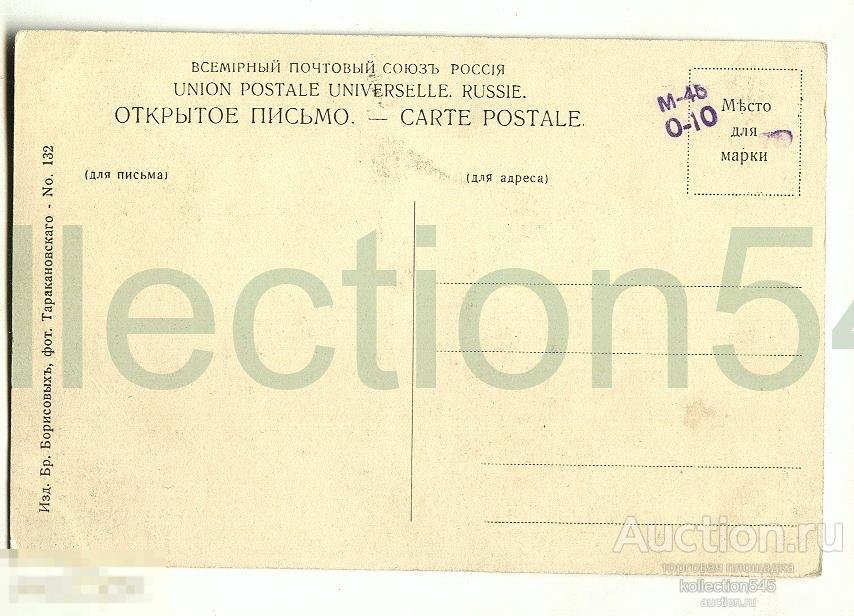 ВСЕМІРНЫЙ ПОЧТОВЫЙ СОЮЗЪ РОССІЯ
UNION POSTALE UNIVERSELLE. RUSSIE.
ОТКРЫТОЕ ПИСЬМО. — CARTE POSTALE.
М-45
0-10
Мѣсто
для
марки
(для письма)
(для адреса)
Изд. Бр. Борисовыхъ, фот. Таракановскаго - No. 132
llection545
Auction.ru
торговая площадка
kollection545
auction.ru